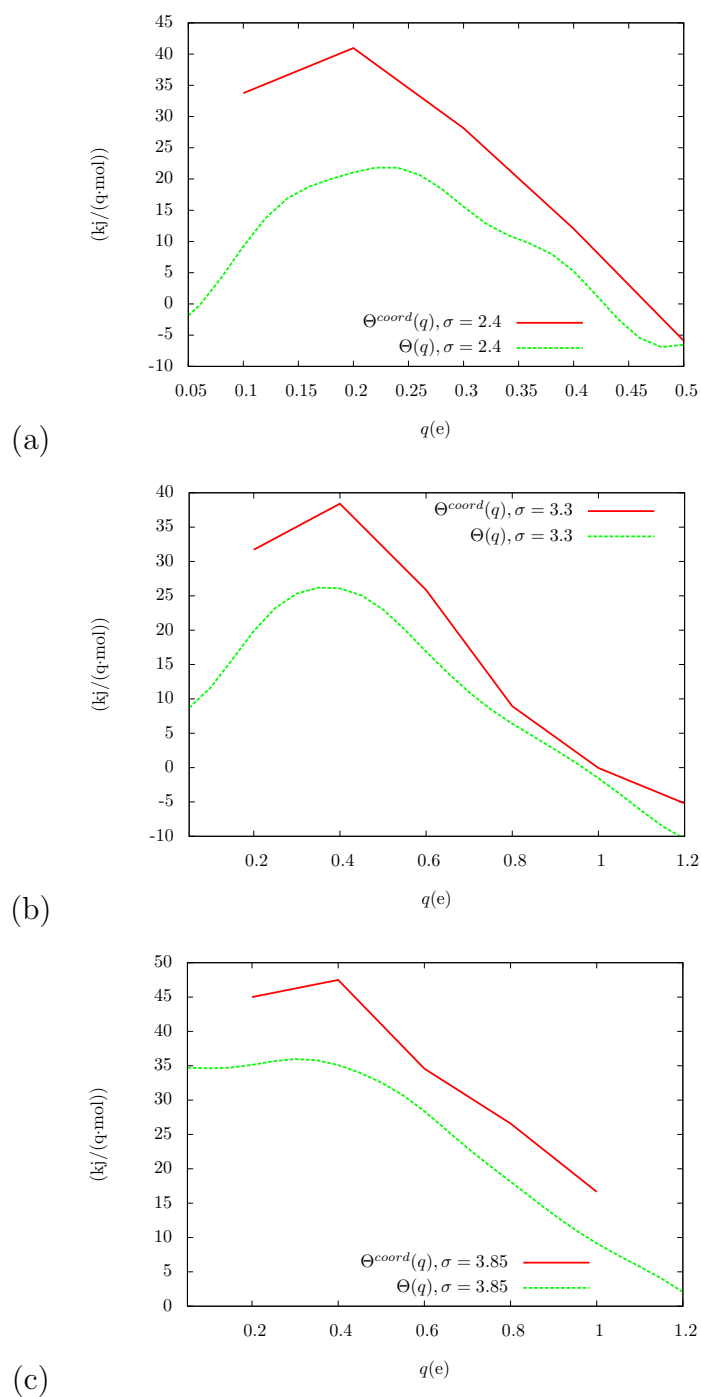 45
40
35
30
25
20
15
10
5
0
-5
-10
(kj/(q·mol))
Θ^{coord}(q), σ = 2.4
Θ(q), σ = 2.4
0.05 0.1 0.15 0.2 0.25 0.3 0.35 0.4 0.45 0.5
q(e)
(a)
40
35
30
25
20
15
10
5
0
-5
-10
(kj/(q·mol))
Θ^{coord}(q), σ = 3.3
Θ(q), σ = 3.3
0.2 0.4 0.6 0.8 1 1.2
q(e)
(b)
50
45
40
35
30
25
20
15
10
5
0
(kj/(q·mol))
Θ^{coord}(q), σ = 3.85
Θ(q), σ = 3.85
0.2 0.4 0.6 0.8 1 1.2
q(e)
(c)